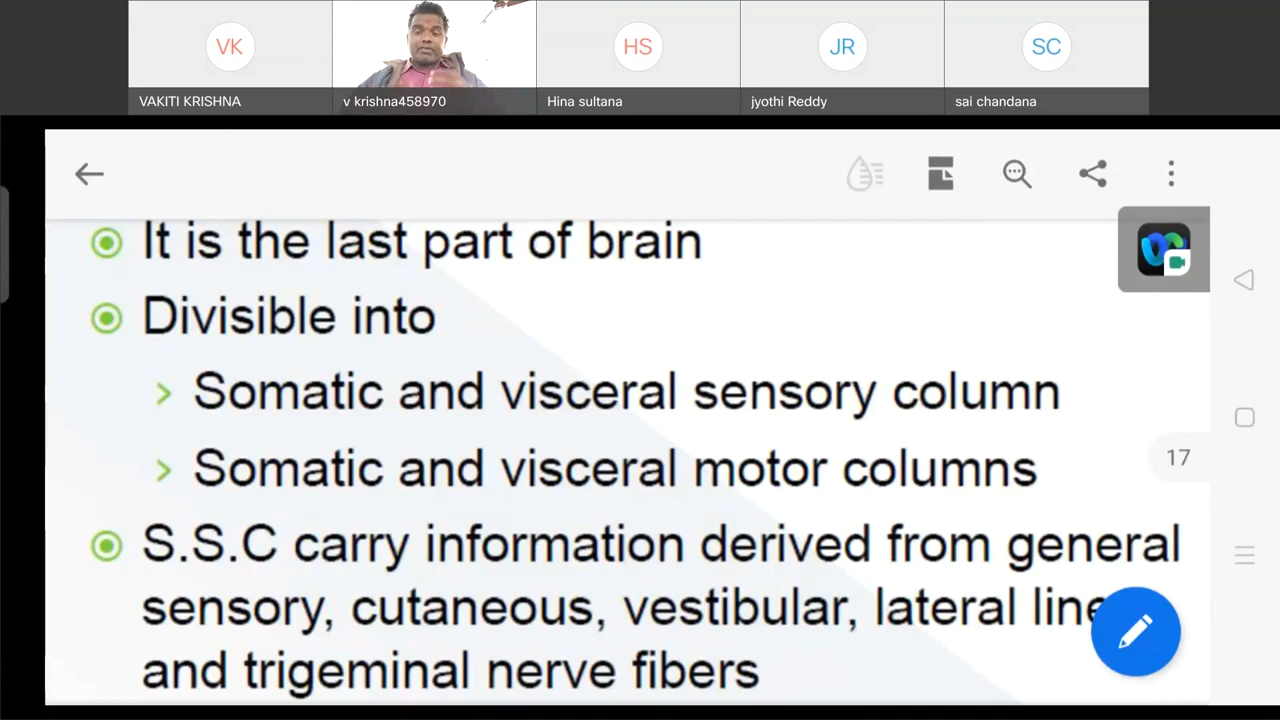 VK
HS
JR
SC
VAKITI KRISHNA
v krishna458970
Hina sultana
jyothi Reddy
sai chandana
It is the last part of brain
Divisible into
Somatic and visceral sensory column
Somatic and visceral motor columns
17
S.S.C carry information derived from general
sensory, cutaneous, vestibular, lateral line
and trigeminal nerve fibers